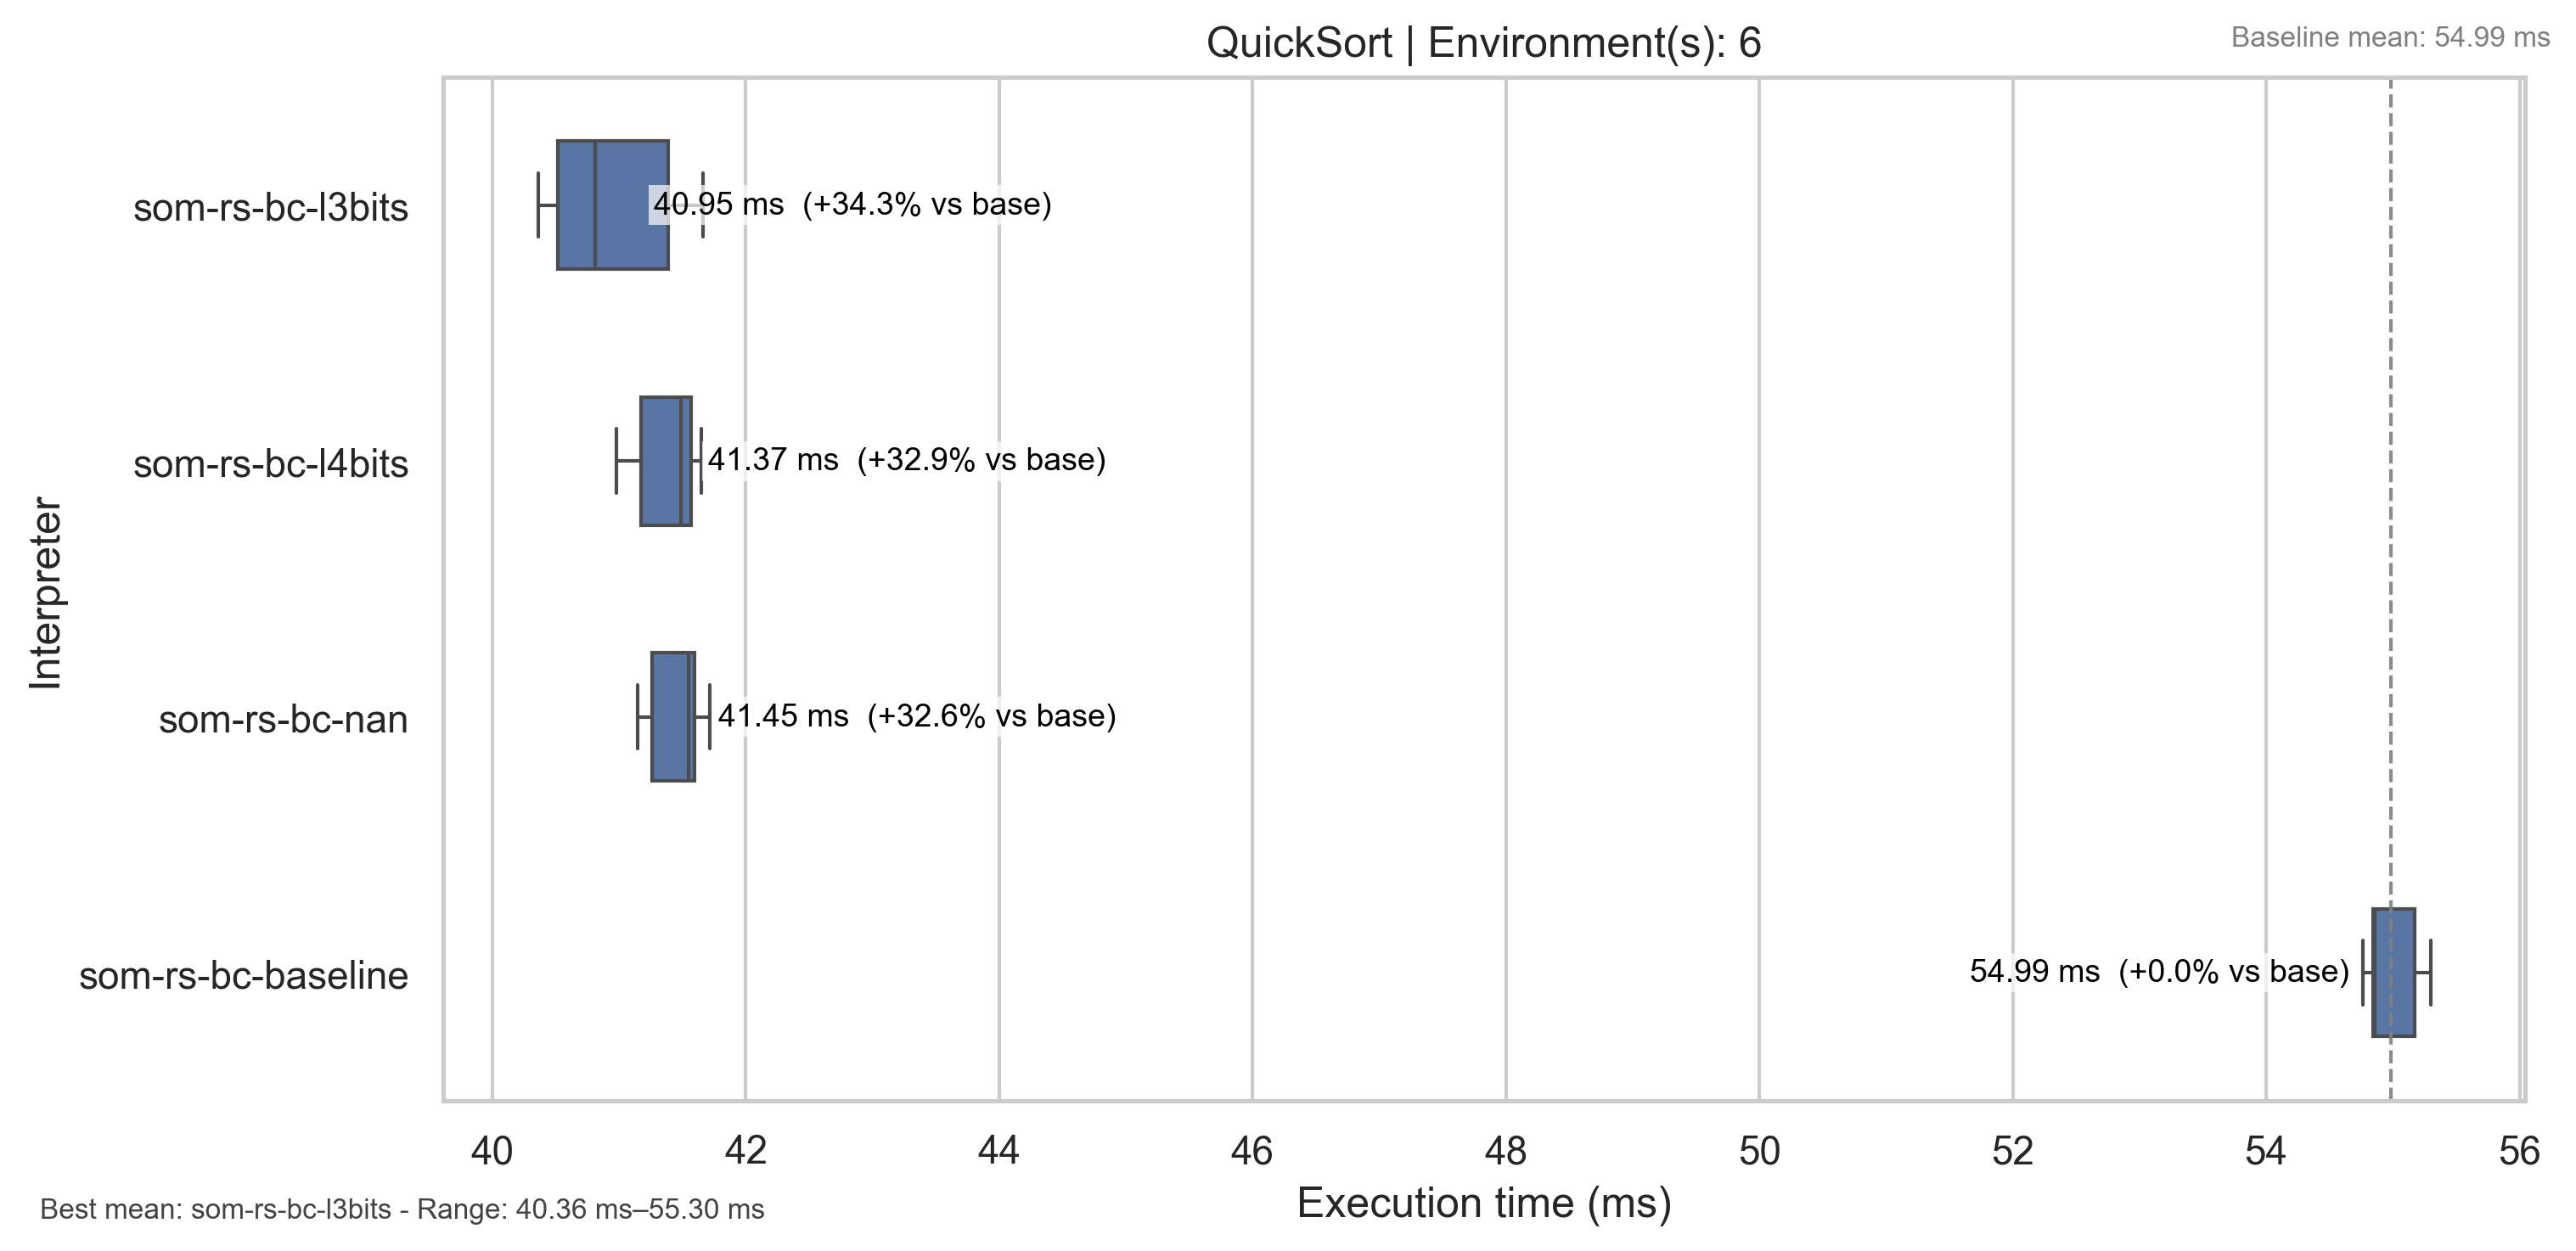 QuickSort | Environment(s): 6
Baseline mean: 54.99 ms
som-rs-bc-l3bits
40.95 ms  (+34.3% vs base)
som-rs-bc-l4bits
41.37 ms  (+32.9% vs base)
Interpreter
som-rs-bc-nan
41.45 ms  (+32.6% vs base)
som-rs-bc-baseline
54.99 ms  (+0.0% vs base)
40 42 44 46 48 50 52 54 56
Execution time (ms)
Best mean: som-rs-bc-l3bits - Range: 40.36 ms–55.30 ms